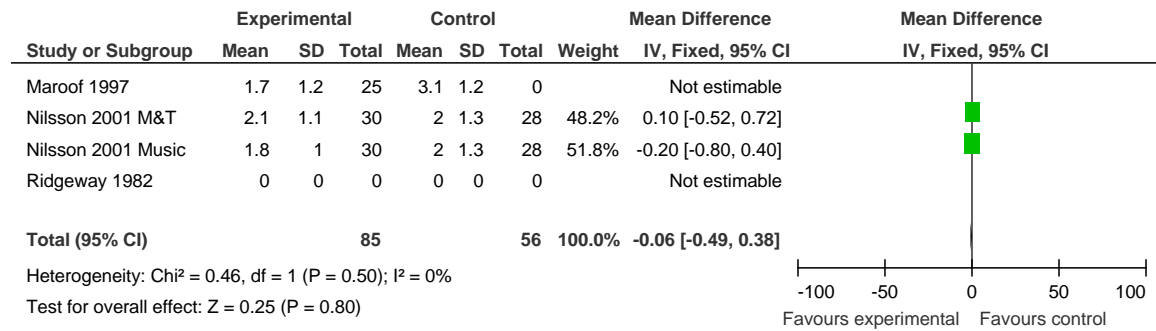 Experimental Control Mean Difference Mean Difference
Study or Subgroup Mean SD Total Mean SD Total Weight IV, Fixed, 95% CI IV, Fixed, 95% CI
Maroof 1997 1.7 1.2 25 3.1 1.2 0 Not estimable
Nilsson 2001 M&T 2.1 1.1 30 2 1.3 28 48.2% 0.10 [-0.52, 0.72]
Nilsson 2001 Music 1.8 1 30 2 1.3 28 51.8% -0.20 [-0.80, 0.40]
Ridgeway 1982 0 0 0 0 0 0 Not estimable
Total (95% CI) 85 56 100.0% -0.06 [-0.49, 0.38]
Heterogeneity: Chi² = 0.46, df = 1 (P = 0.50); I² = 0%
Test for overall effect: Z = 0.25 (P = 0.80)
-100 -50 0 50 100
Favours experimental Favours control